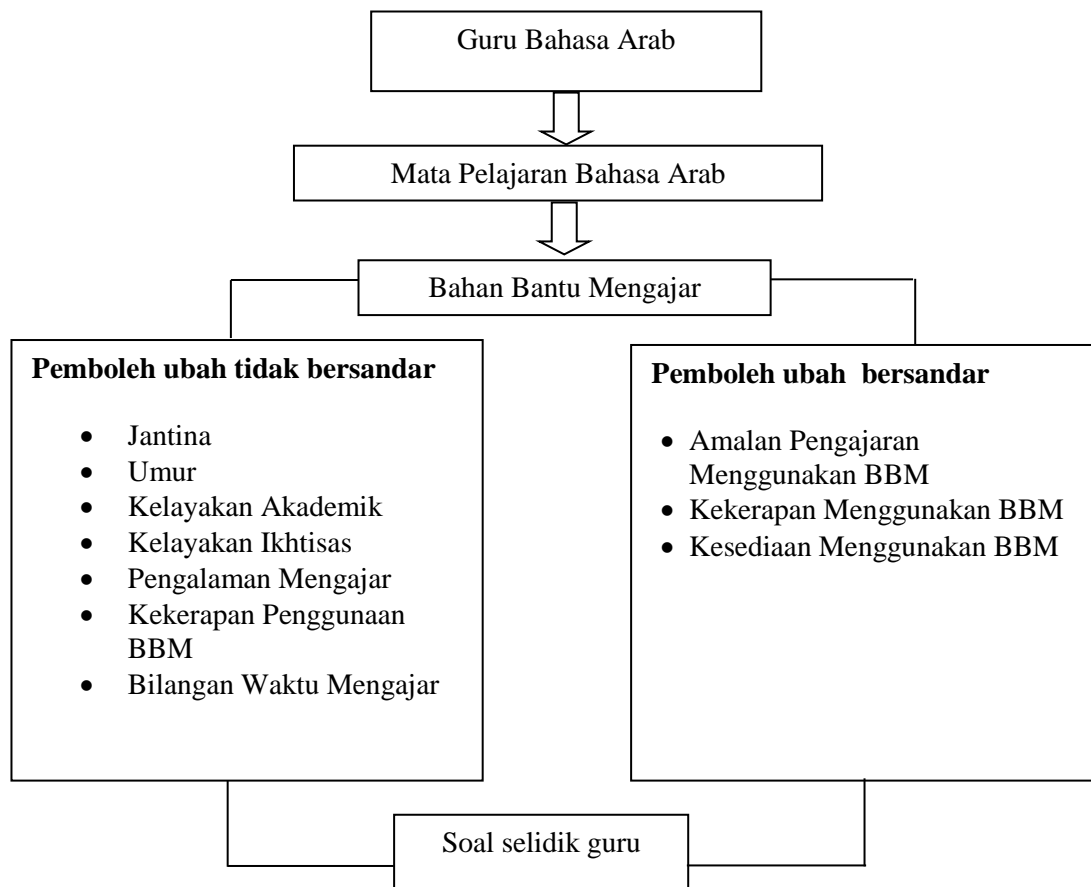 Guru Bahasa Arab
Mata Pelajaran Bahasa Arab
Bahan Bantu Mengajar
Pemboleh ubah tidak bersandar
• Jantina
• Umur
• Kelayakan Akademik
• Kelayakan Ikhtisas
• Pengalaman Mengajar
• Kekerapan Penggunaan
BBM
• Bilangan Waktu Mengajar
Pemboleh ubah bersandar
• Amalan Pengajaran
Menggunakan BBM
• Kekerapan Menggunakan BBM
• Kesediaan Menggunakan BBM
Soal selidik guru